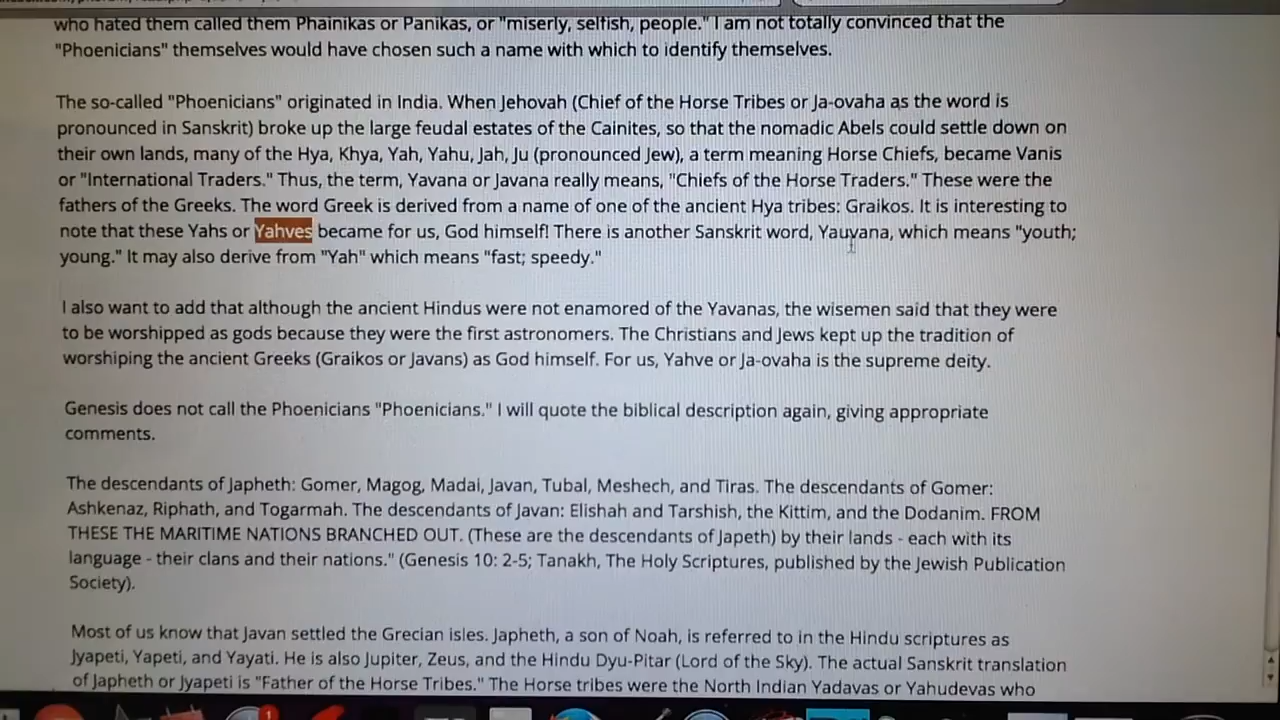 who hated them called them Phainikas or Panikas, or "miserly, selfish, people." I am not totally convinced that the
"Phoenicians" themselves would have chosen such a name with which to identify themselves.
The so-called "Phoenicians" originated in India. When Jehovah (Chief of the Horse Tribes or Ja-ovaha as the word is
pronounced in Sanskrit) broke up the large feudal estates of the Cainites, so that the nomadic Abels could settle down on
their own lands, many of the Hya, Khya, Yah, Yahu, Jah, Ju (pronounced Jew), a term meaning Horse Chiefs, became Vanis
or "International Traders." Thus, the term, Yavana or Javana really means, "Chiefs of the Horse Traders." These were the
fathers of the Greeks. The word Greek is derived from a name of one of the ancient Hya tribes: Graikos. It is interesting to
note that these Yahs or Yahves became for us, God himself! There is another Sanskrit word, Yauyana, which means "youth;
young." It may also derive from "Yah" which means "fast; speedy."
I also want to add that although the ancient Hindus were not enamored of the Yavanas, the wisemen said that they were
to be worshipped as gods because they were the first astronomers. The Christians and Jews kept up the tradition of
worshiping the ancient Greeks (Graikos or Javans) as God himself. For us, Yahve or Ja-ovaha is the supreme deity.
Genesis does not call the Phoenicians "Phoenicians." I will quote the biblical description again, giving appropriate
comments.
The descendants of Japheth: Gomer, Magog, Madai, Javan, Tubal, Meshech, and Tiras. The descendants of Gomer:
Ashkenaz, Riphath, and Togarmah. The descendants of Javan: Elishah and Tarshish, the Kittim, and the Dodanim. FROM
THESE THE MARITIME NATIONS BRANCHED OUT. (These are the descendants of Japeth) by their lands - each with its
language - their clans and their nations." (Genesis 10: 2-5; Tanakh, The Holy Scriptures, published by the Jewish Publication
Society).
Most of us know that Javan settled the Grecian isles. Japheth, a son of Noah, is referred to in the Hindu scriptures as
Jyapeti, Yapeti, and Yayati. He is also Jupiter, Zeus, and the Hindu Dyu-Pitar (Lord of the Sky). The actual Sanskrit translation
of Japheth or Jyapeti is "Father of the Horse Tribes." The Horse tribes were the North Indian Yadavas or Yahudevas who
1